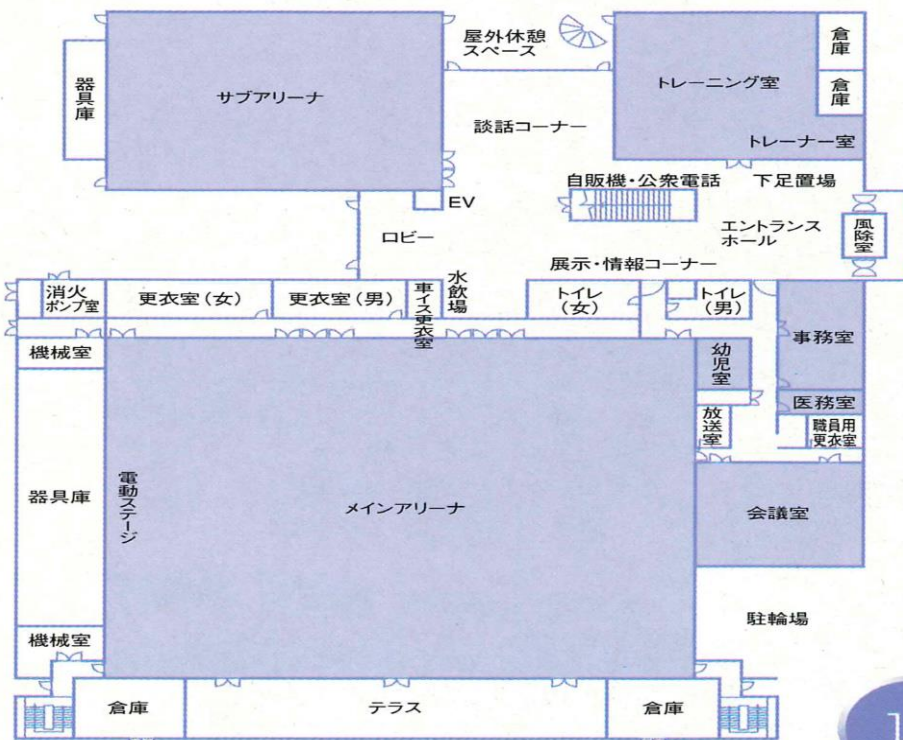 屋外休憩
スペース
倉庫
倉庫
器具庫
サブアリーナ
トレーニング室
談話コーナー
トレーナー室
自販機・公衆電話
下足置場
EV
ロビー
エントランス
ホール
風除室
展示・情報コーナー
消火
ポンプ室
更衣室(女)
更衣室(男)
車イス更衣室
水飲場
トイレ
(女)
トイレ
(男)
事務室
機械室
幼児室
医務室
放送室
職員用
更衣室
器具庫
電動ステージ
メインアリーナ
会議室
駐輪場
機械室
倉庫
テラス
倉庫
1